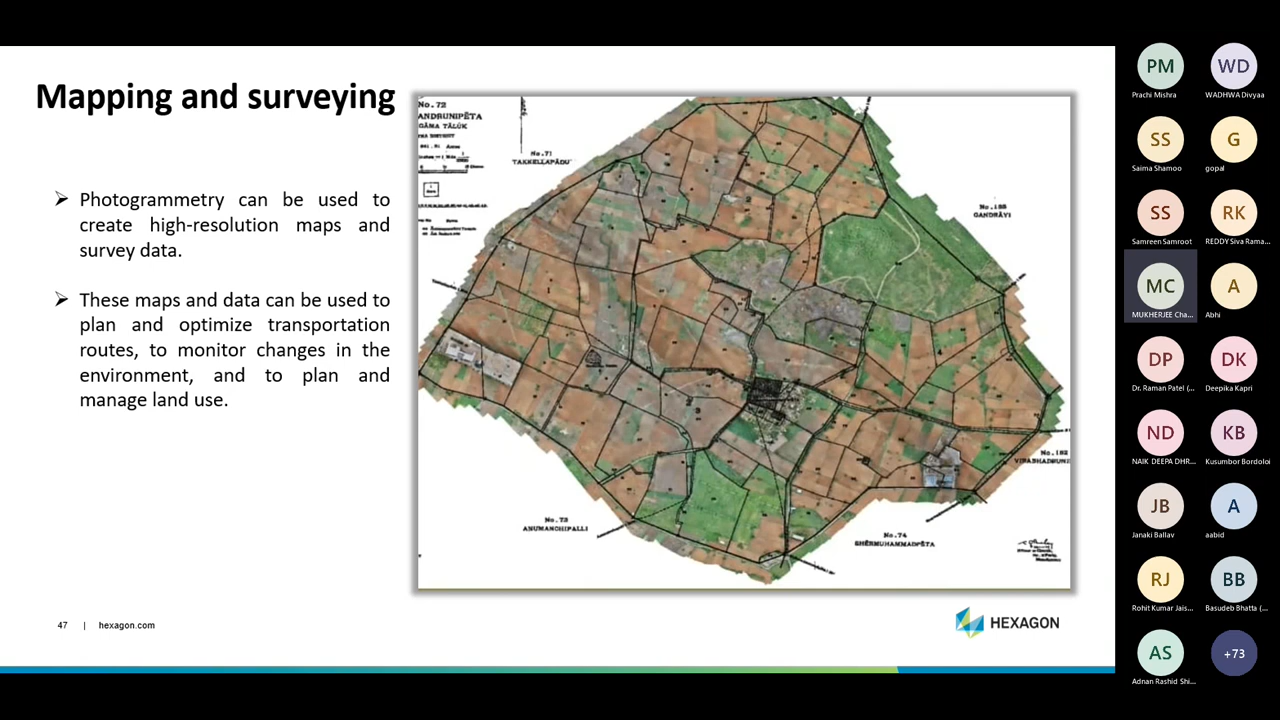 Mapping and surveying
➢ Photogrammetry can be used to
create high-resolution maps and
survey data.
➢ These maps and data can be used to
plan and optimize transportation
routes, to monitor changes in the
environment, and to plan and
manage land use.
No. 72
ANDRUNIPĒTA
GĀMA TĀLŪK
No. 71
TAKKELLAPĀDU
No. 188
GANDRĀYI
No. 182
No. 73
ANUMANCHIPALLI
No. 74
SHĒRMUHAMMADPĒTA
47 | hexagon.com
HEXAGON
PM
Prachi Mishra
WD
WADHWA Divyaa
SS
Saima Shamoo
G
gopal
SS
Samreen Samroot
RK
REDDY Siva Rama...
MC
MUKHERJEE Cha...
A
Abhi
DP
Dr. Raman Patel (...
DK
Deepika Kapri
ND
NAIK DEEPA DHR...
KB
Kusumbor Bordoloi
JB
Janaki Ballav
A
aabid
RJ
Rohit Kumar Jais...
BB
Basudeb Bhatta (...
AS
Adnan Rashid Shi...
+73